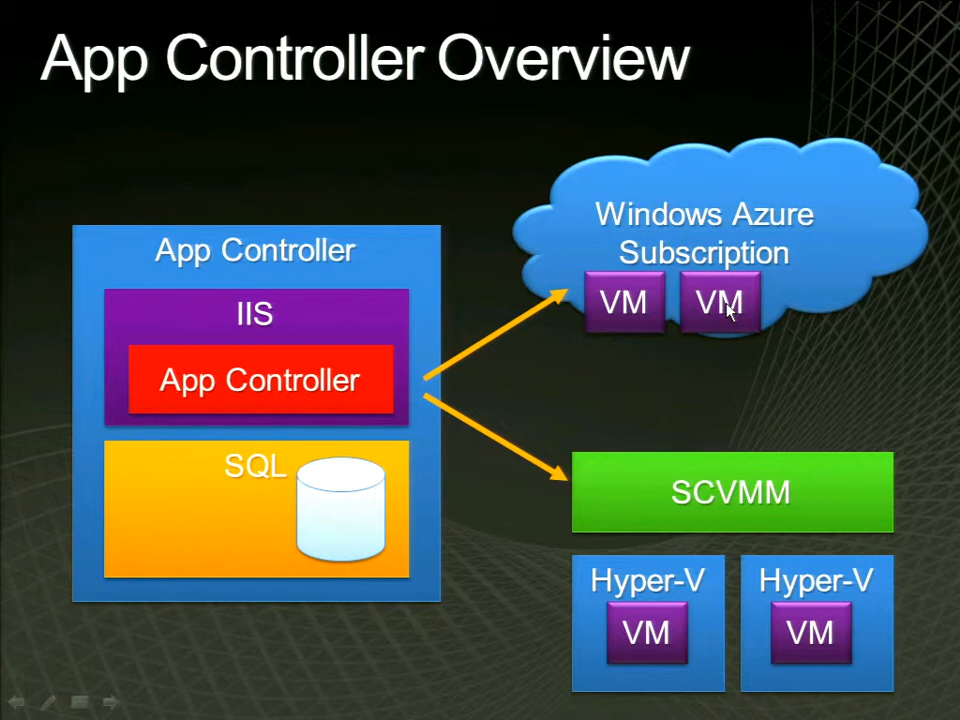 App Controller Overview
App Controller
IIS
App Controller
SQL
Windows Azure
Subscription
VM VM
SCVMM
Hyper-V Hyper-V
VM VM